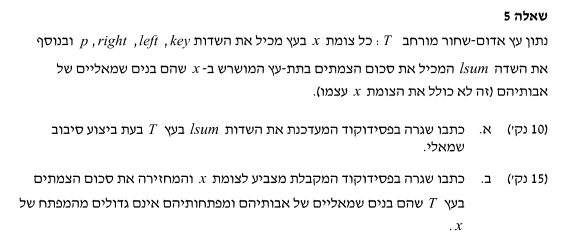 שאלה 5
נתון עץ אדום-שחור מורחב T : כל צומת x בעץ מכיל את השדות p ,right ,left ,key ובנוסף
את השדה lsum המכיל את סכום הצמתים בתת-עץ המושרש ב-x שהם בנים שמאליים של
אבותיהם (זה לא כולל את הצומת x עצמו).
(10 נק') א. כתבו שגרה בפסידוקוד המעדכנת את השדות lsum בעץ T בעת ביצוע סיבוב
שמאלי.
(15 נק') ב. כתבו שגרה בפסידוקוד המקבלת מצביע לצומת x והמחזירה את סכום הצמתים
בעץ T שהם בנים שמאליים של אבותיהם ומפתחותיהם אינם גדולים מהמפתח של
x .